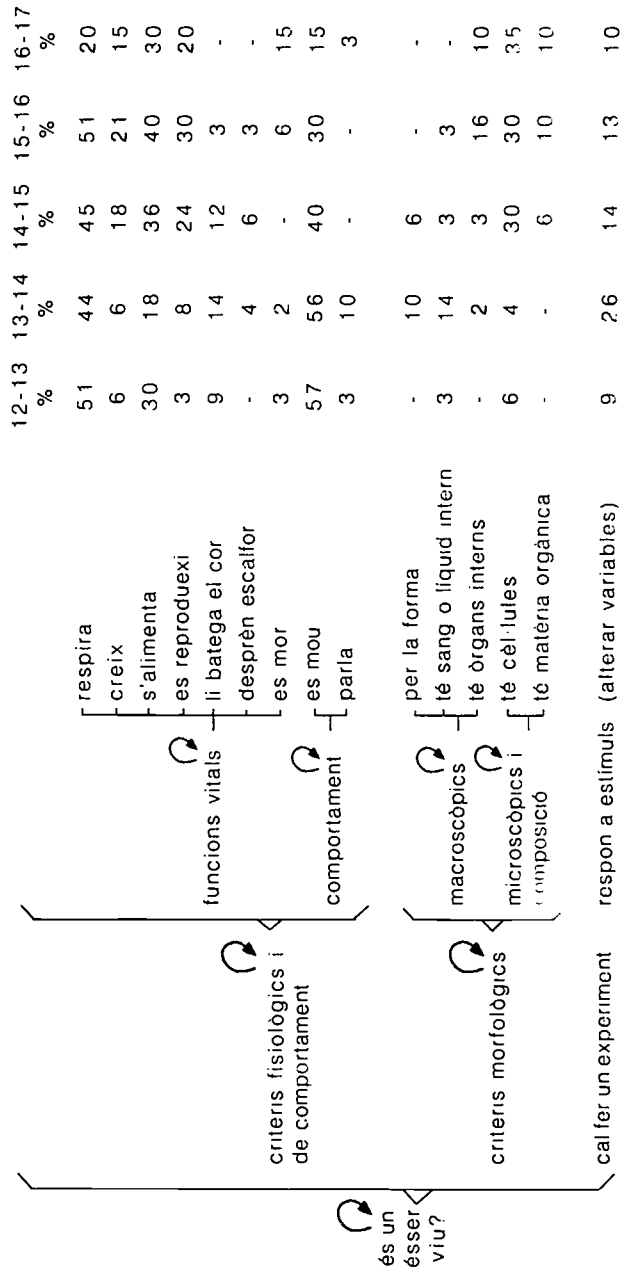 12-13 13-14 14-15 15-16 16-17
% % % % %
respira 51 44 45 51 20
creix 6 6 18 21 15
s'alimenta 30 18 36 40 30
es reprodueix 3 8 24 30 20
li batega el cor 9 14 12 3 -
desprèn escalfor - 4 6 3 -
es mor 3 2 - 6 15
es mou 57 56 40 30 15
parla 3 10 - - 3
funcions vitals
comportament
criteris fisiològics i
de comportament
per la forma - 10 6 - -
té sang o líquid intern 3 14 3 3 -
té òrgans interns - 2 3 16 10
té cèl·lules 6 4 30 30 35
té matèria orgànica - - 6 10 10
macroscòpics
microscòpics i
composició
criteris morfològics
cal fer un experiment respon a estímuls (alterar variables) 9 26 14 13 10
és un
ésser
viu?